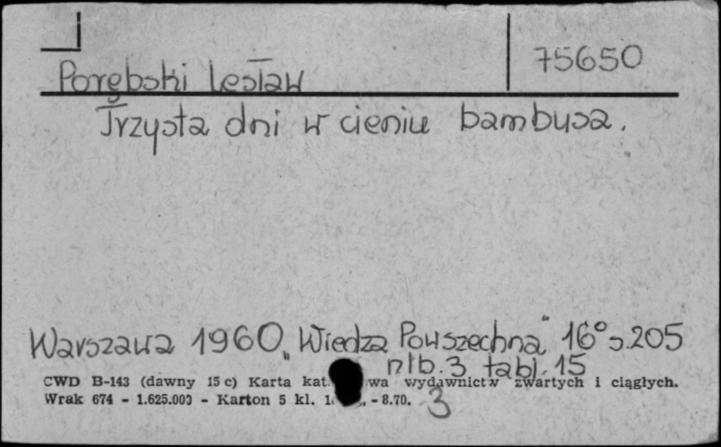 75650
Porębski Lesław
Trzysta dni w cieniu bambusa.
Warszawa 1960 „Wiedza Powszechna” 16° s.205
nlb. 3 tabl. 15
CWD B-143 (dawny 15 c) Karta kat. wa wydawnictw zwartych i ciągłych.
Wrak 674 - 1.625.000 - Karton 5 kl. - 8.70.
3